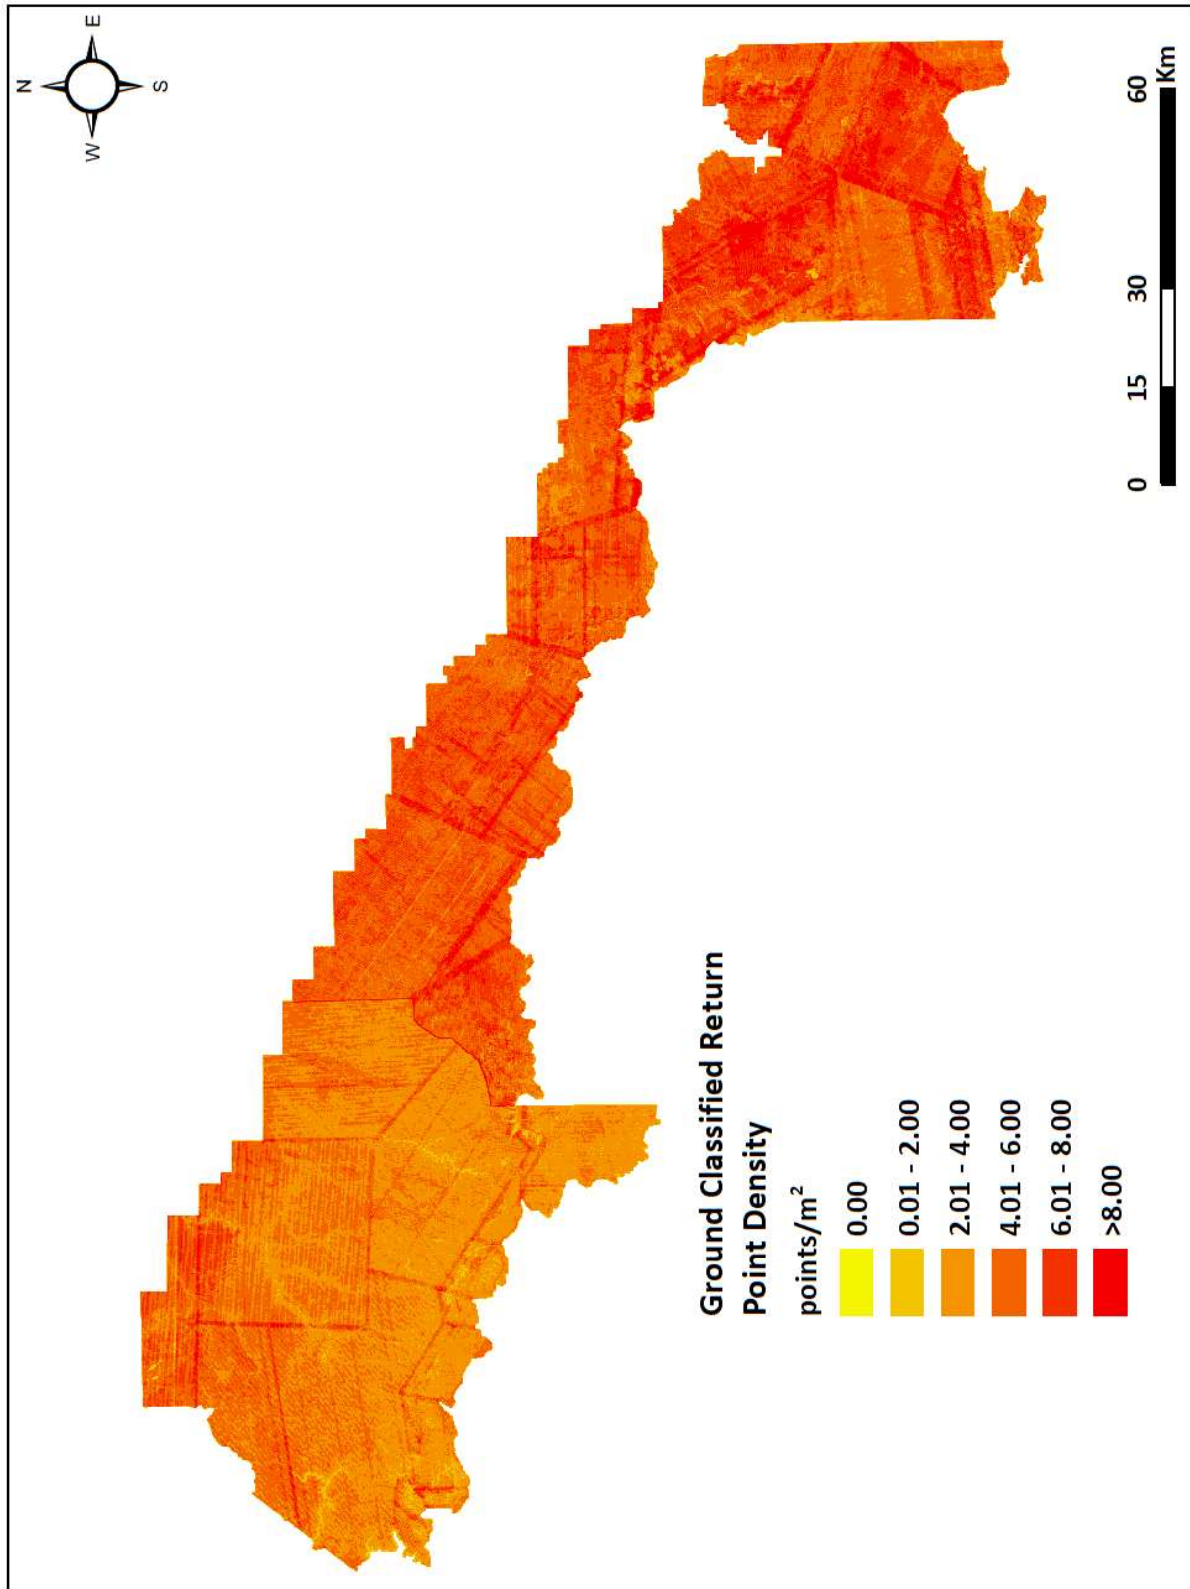 N
W
E
S
Ground Classified Return
Point Density
points/m²
0.00
0.01 - 2.00
2.01 - 4.00
4.01 - 6.00
6.01 - 8.00
>8.00
0 15 30 60
Km